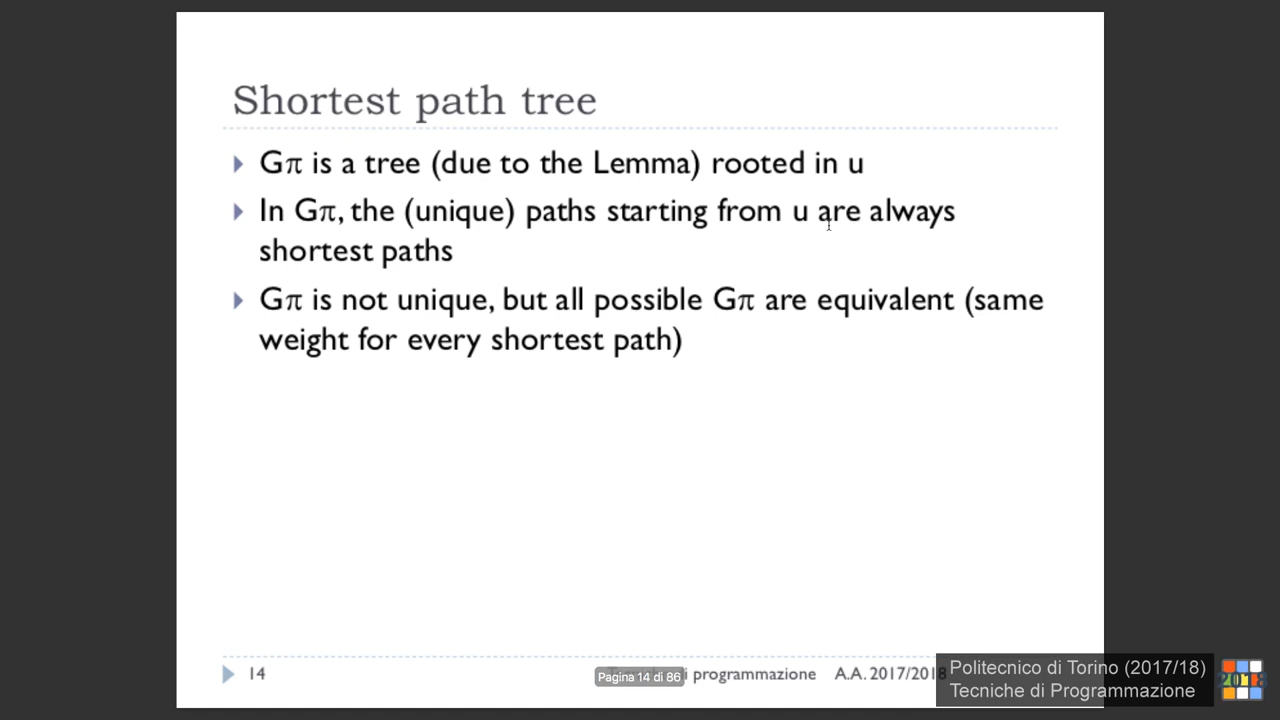 Shortest path tree
Gπ is a tree (due to the Lemma) rooted in u
In Gπ, the (unique) paths starting from u are always
shortest paths
Gπ is not unique, but all possible Gπ are equivalent (same
weight for every shortest path)
14
Pagina 14 di 86
programmazione
A.A. 2017/2018
Politecnico di Torino (2017/18)
Tecniche di Programmazione
2018